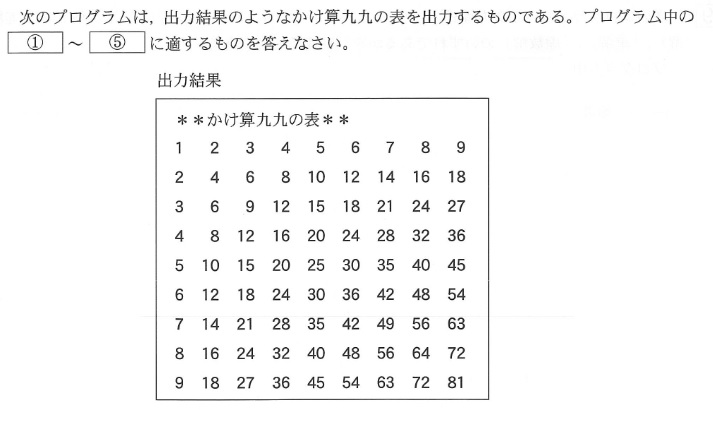 次のプログラムは，出力結果のようなかけ算九九の表を出力するものである。プログラム中の
① ～ ⑤ に適するものを答えなさい。
出力結果
＊＊かけ算九九の表＊＊
1 2 3 4 5 6 7 8 9
2 4 6 8 10 12 14 16 18
3 6 9 12 15 18 21 24 27
4 8 12 16 20 24 28 32 36
5 10 15 20 25 30 35 40 45
6 12 18 24 30 36 42 48 54
7 14 21 28 35 42 49 56 63
8 16 24 32 40 48 56 64 72
9 18 27 36 45 54 63 72 81